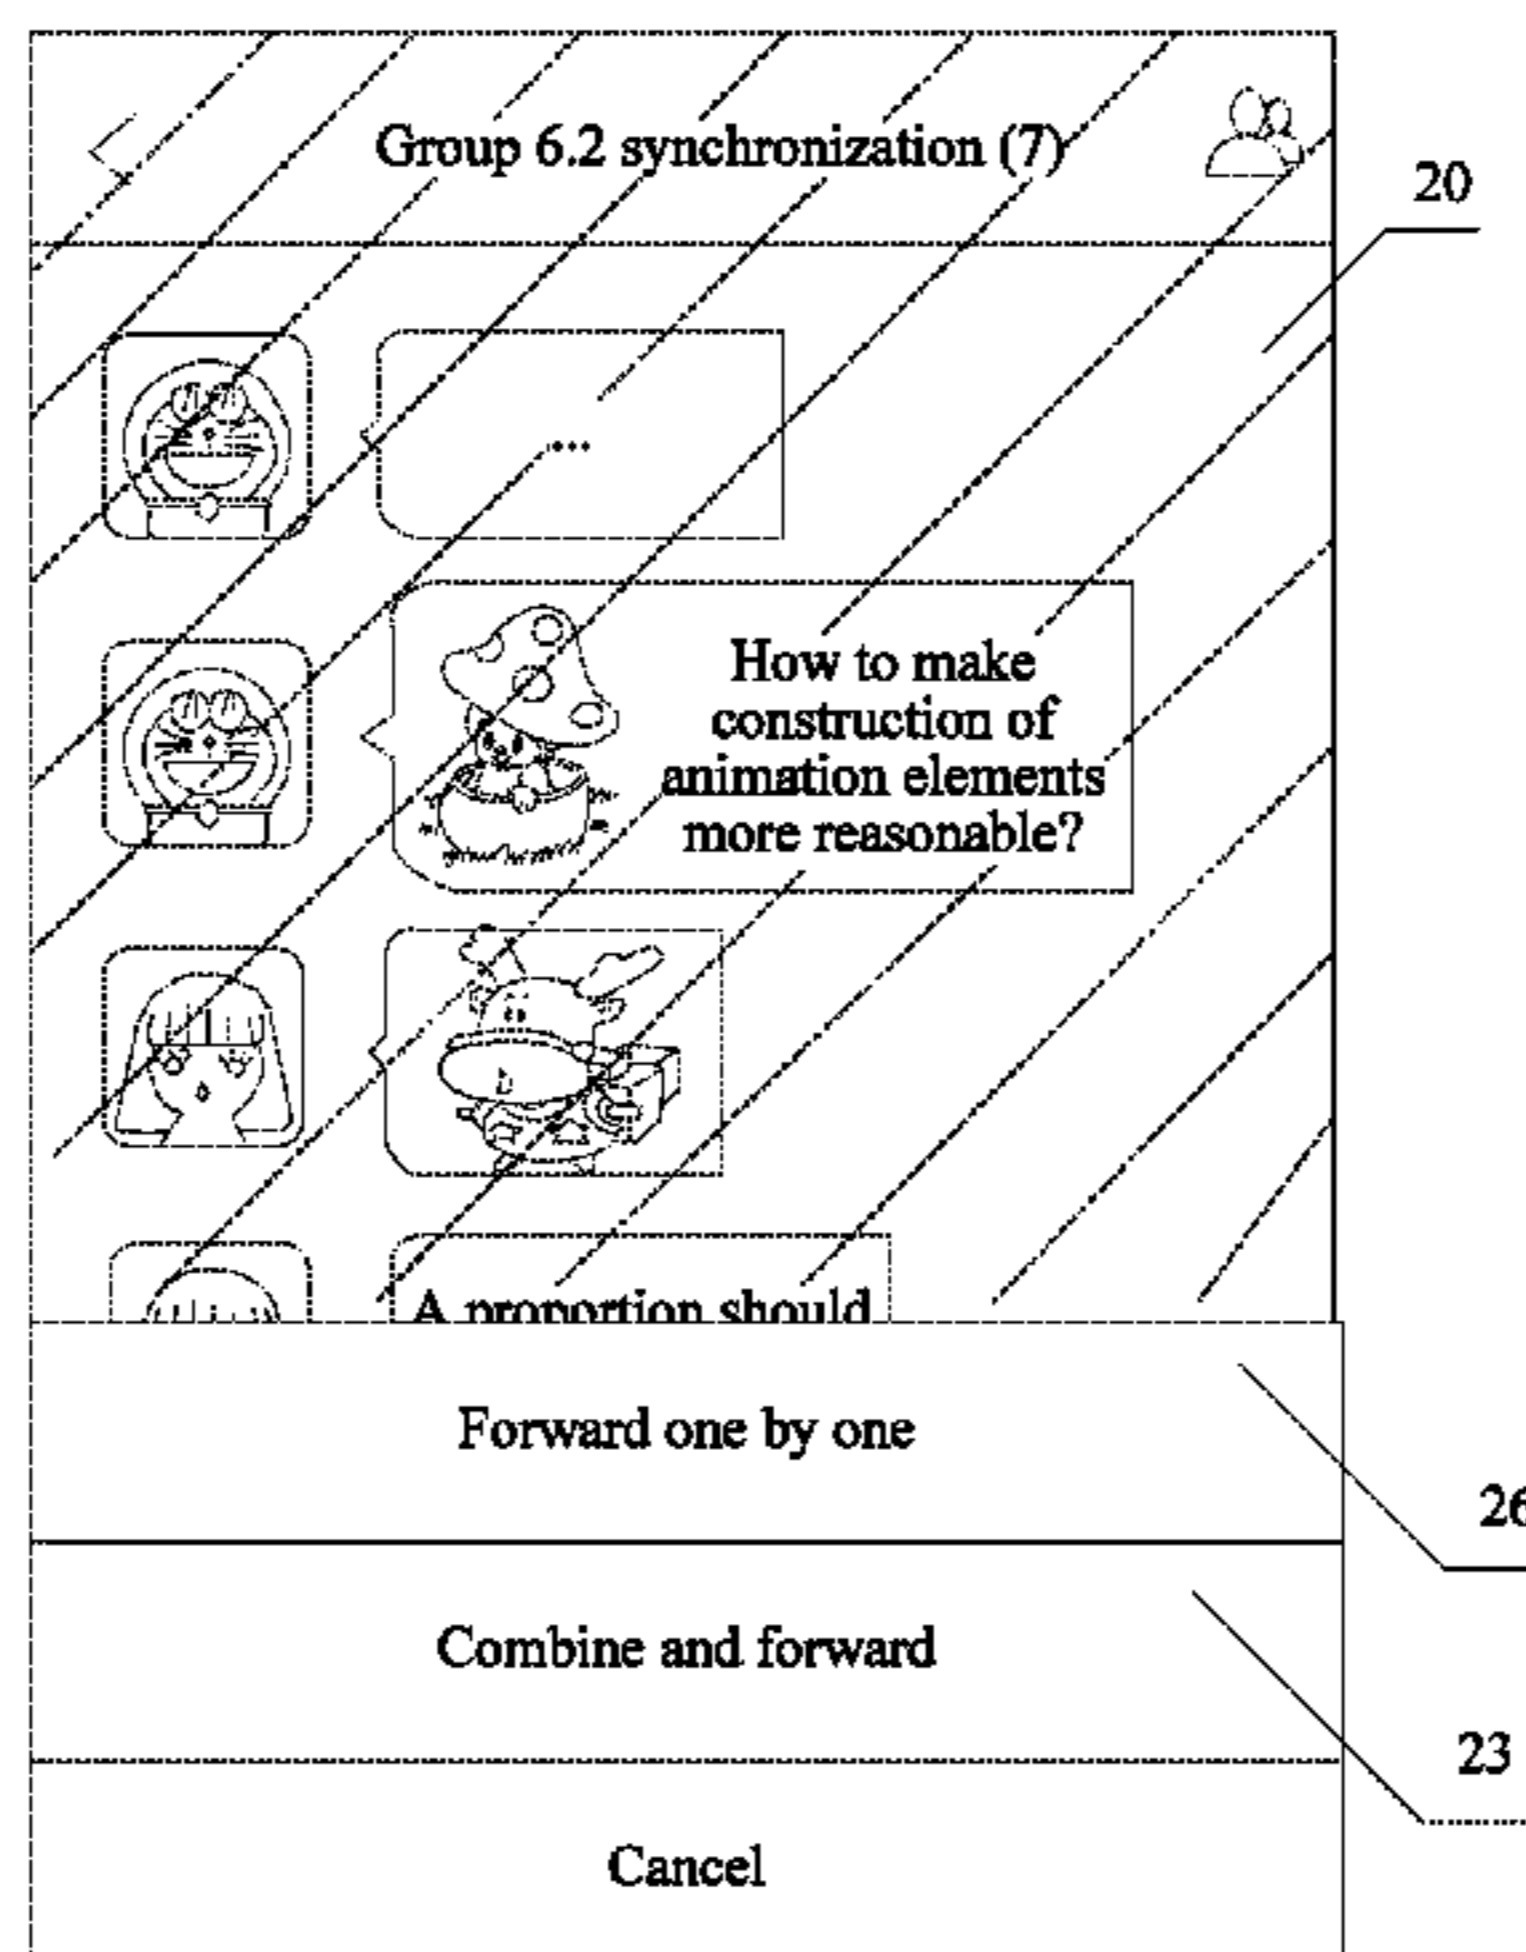 Group 6.2 synchronization (7)
20
...
How to make
construction of
animation elements
more reasonable?
A proportion should
Forward one by one
26
Combine and forward
23
Cancel